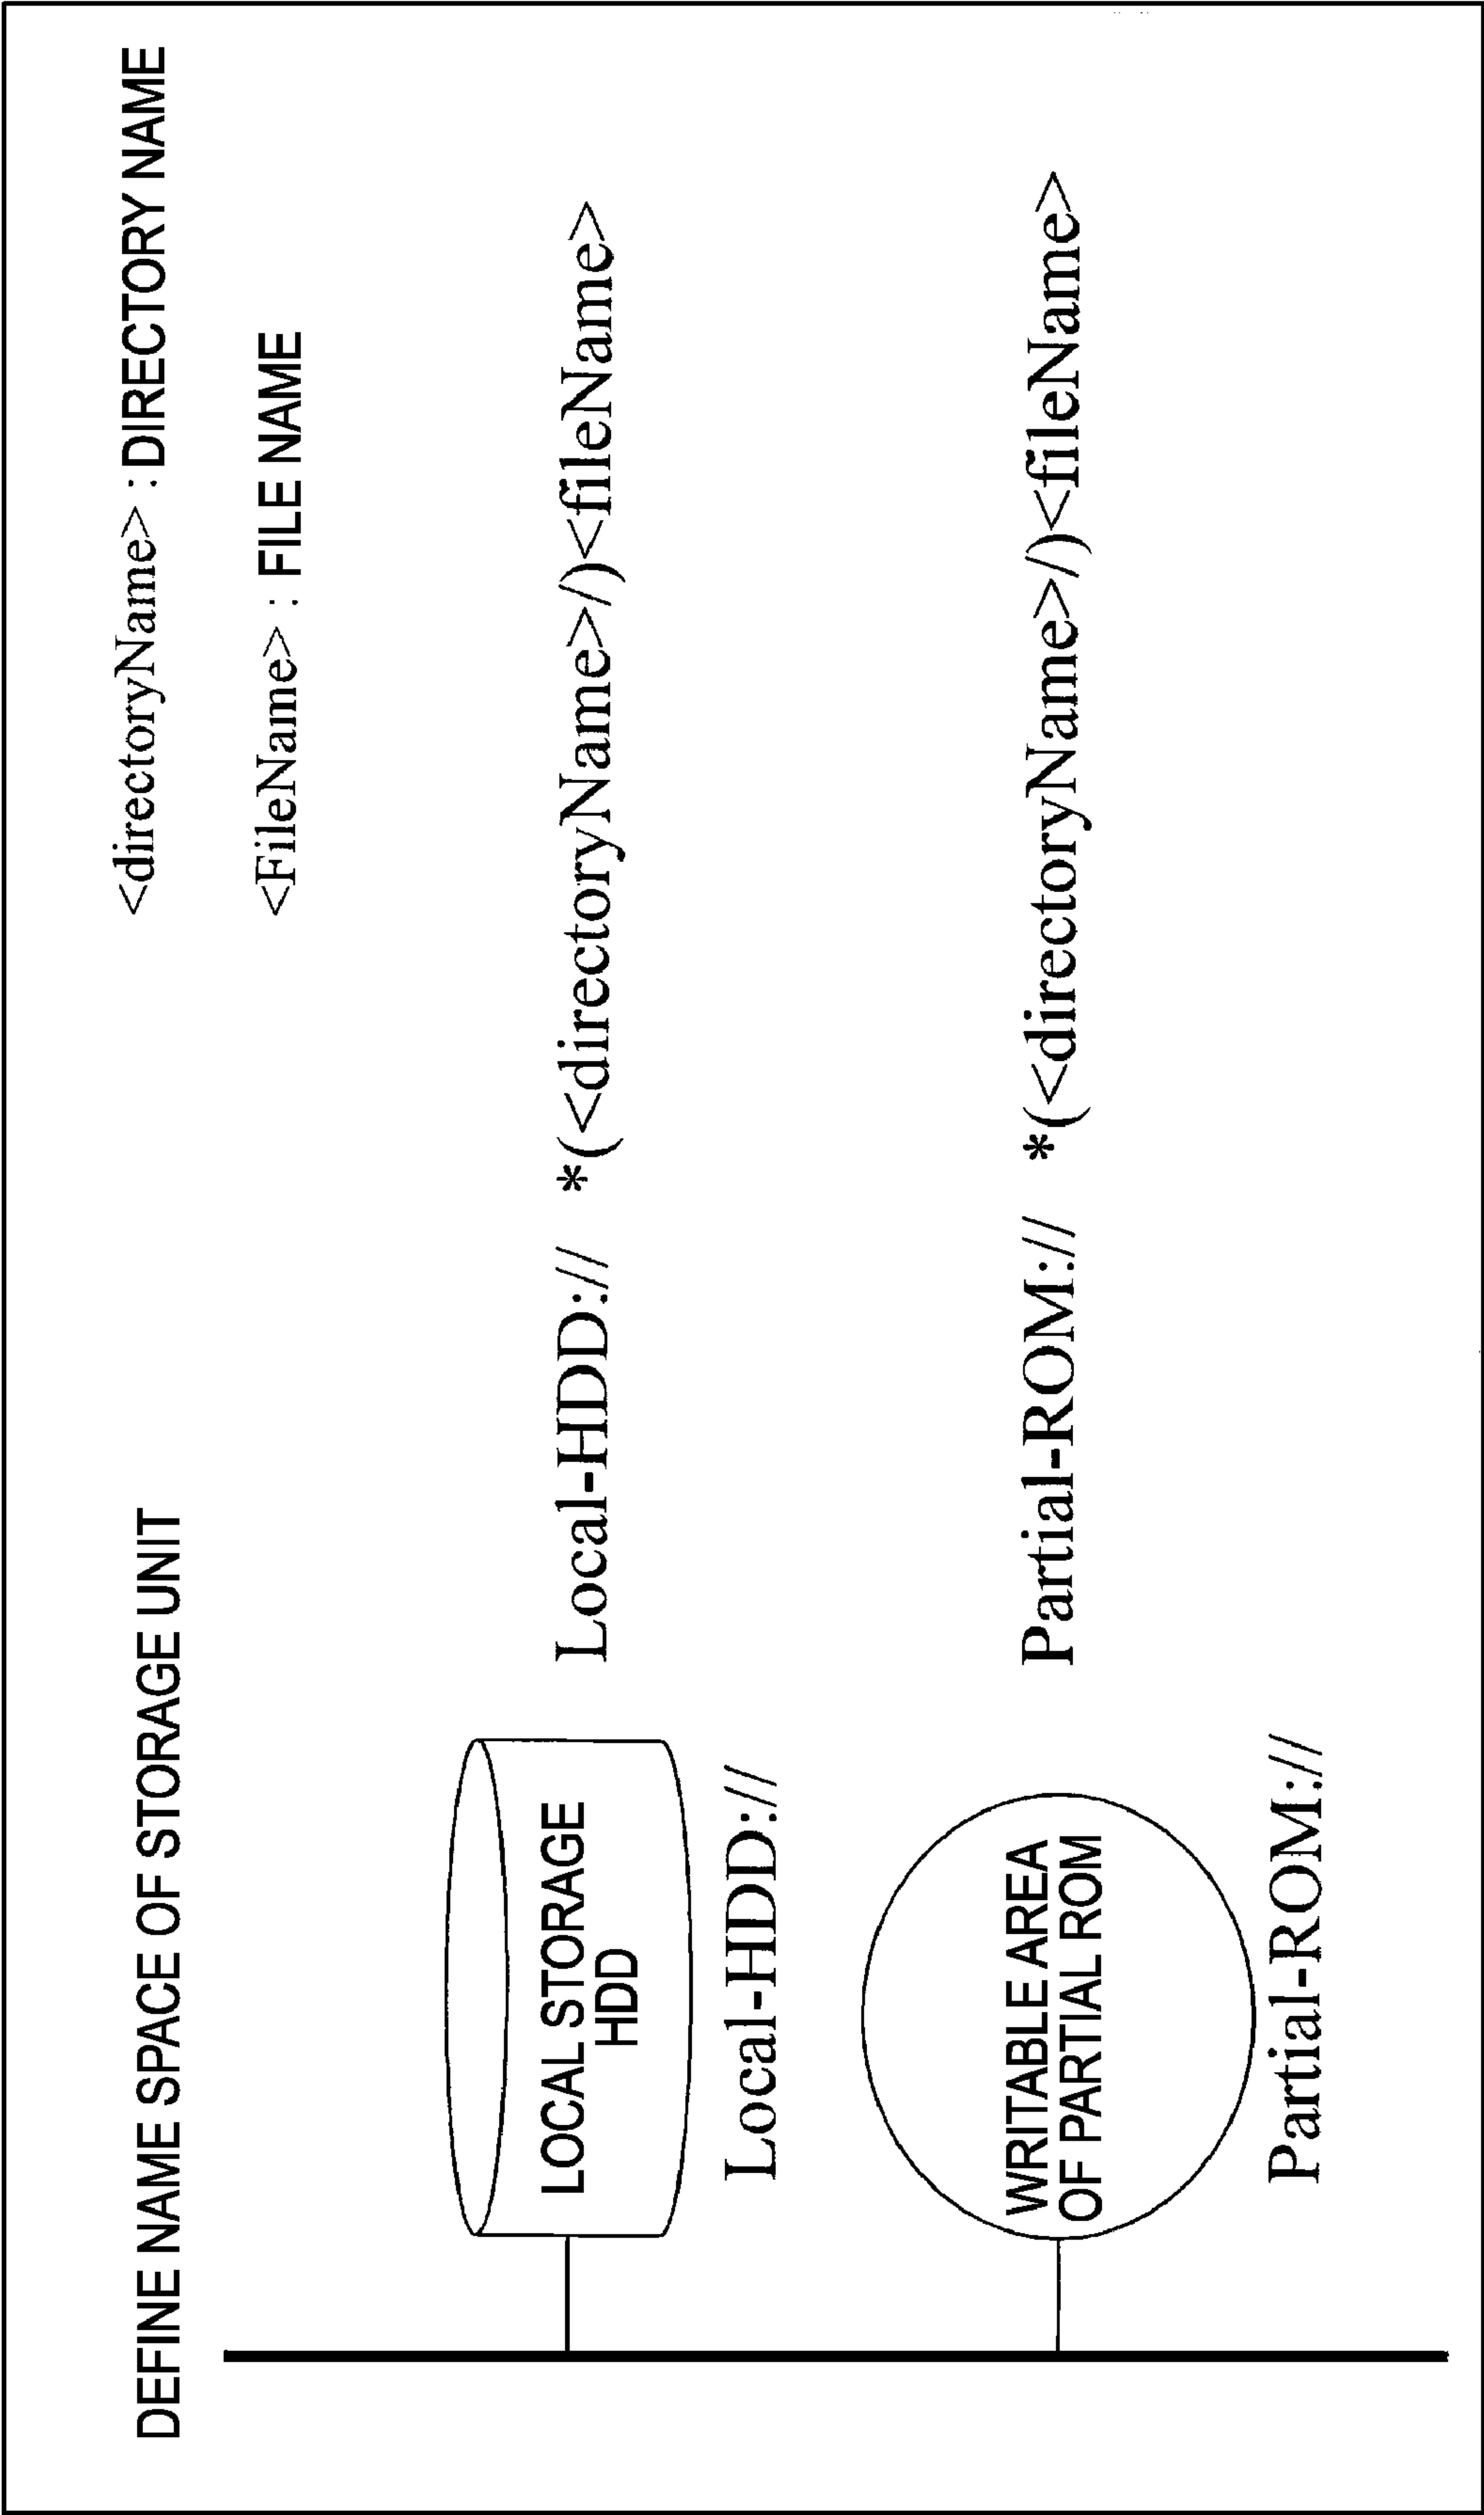 DEFINE NAME SPACE OF STORAGE UNIT
<directoryName> : DIRECTORY NAME
<FileName> : FILE NAME
LOCAL STORAGE
HDD
Local-HDD://
Local-HDD:// *(<directoryName>/)<fileName>
WRITABLE AREA
OF PARTIAL ROM
Partial-ROM://
Partial-ROM:// *(<directoryName>/)<fileName>